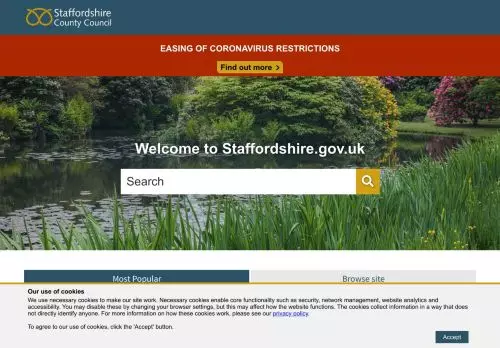 Staffordshire
County Council
EASING OF CORONAVIRUS RESTRICTIONS
Find out more
Welcome to Staffordshire.gov.uk
Search
Most Popular
Browse site
Our use of cookies
We use necessary cookies to make our site work. Necessary cookies enable core functionality such as security, network management, website analytics and
accessibility. You may disable these by changing your browser settings, but this may affect how the website functions. The cookies collect information in a way that does
not directly identify anyone. For more information on how these cookies work, please see our privacy policy.
To agree to our use of cookies, click the 'Accept' button.
Accept